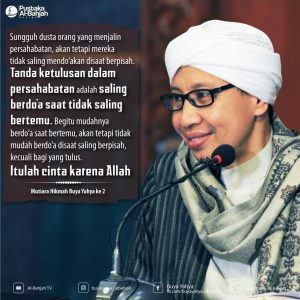 Pustaka
Al-Bahjah
Sungguh dusta orang yang menjalin
persahabatan, akan tetapi mereka
tidak saling mendo'akan disaat berpisah.
Tanda ketulusan dalam
persahabatan adalah saling
berdo'a saat tidak saling
bertemu. Begitu mudahnya
berdo'a saat bertemu, akan tetapi tidak
mudah berdo'a disaat saling berpisah,
kecuali bagi yang tulus.
Itulah cinta karena Allah
Mutiara Hikmah Buya Yahya ke 2
Al-Bahjah TV
Buya Yahya